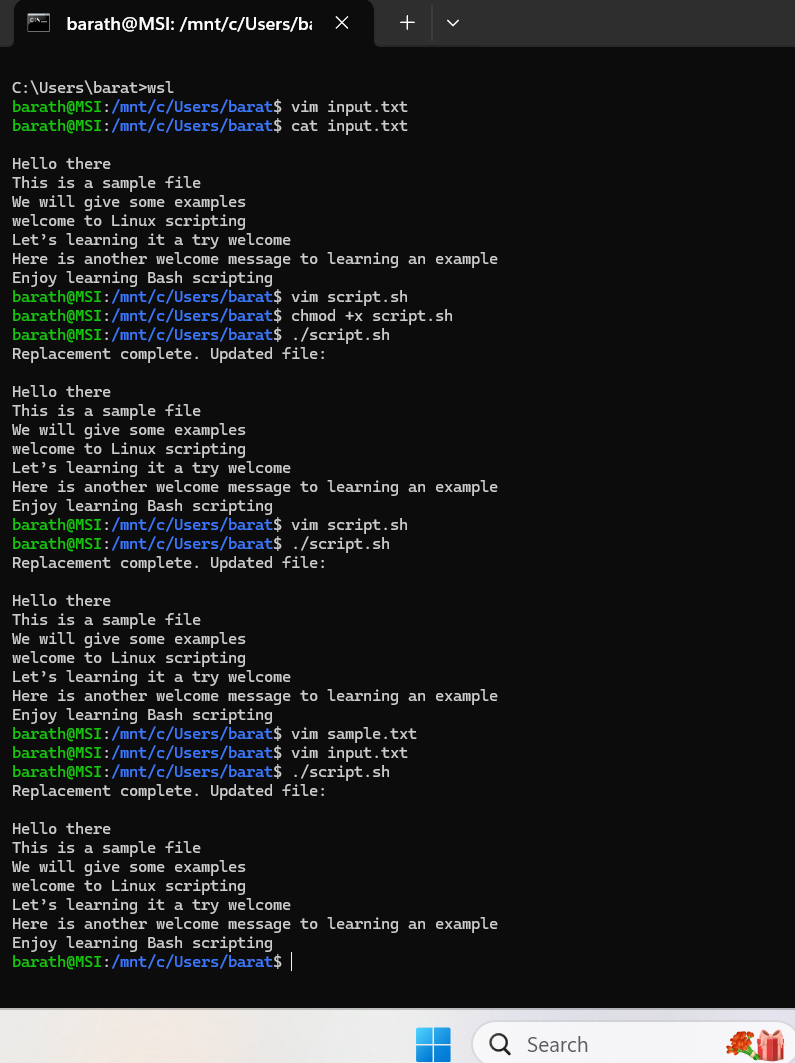 barath@MSI: /mnt/c/Users/ba
C:\Users\barat>wsl
barath@MSI:/mnt/c/Users/barat$ vim input.txt
barath@MSI:/mnt/c/Users/barat$ cat input.txt
Hello there
This is a sample file
We will give some examples
welcome to Linux scripting
Let’s learning it a try welcome
Here is another welcome message to learning an example
Enjoy learning Bash scripting
barath@MSI:/mnt/c/Users/barat$ vim script.sh
barath@MSI:/mnt/c/Users/barat$ chmod +x script.sh
barath@MSI:/mnt/c/Users/barat$ ./script.sh
Replacement complete. Updated file:
Hello there
This is a sample file
We will give some examples
welcome to Linux scripting
Let’s learning it a try welcome
Here is another welcome message to learning an example
Enjoy learning Bash scripting
barath@MSI:/mnt/c/Users/barat$ vim script.sh
barath@MSI:/mnt/c/Users/barat$ ./script.sh
Replacement complete. Updated file:
Hello there
This is a sample file
We will give some examples
welcome to Linux scripting
Let’s learning it a try welcome
Here is another welcome message to learning an example
Enjoy learning Bash scripting
barath@MSI:/mnt/c/Users/barat$ vim sample.txt
barath@MSI:/mnt/c/Users/barat$ vim input.txt
barath@MSI:/mnt/c/Users/barat$ ./script.sh
Replacement complete. Updated file:
Hello there
This is a sample file
We will give some examples
welcome to Linux scripting
Let’s learning it a try welcome
Here is another welcome message to learning an example
Enjoy learning Bash scripting
barath@MSI:/mnt/c/Users/barat$
Search